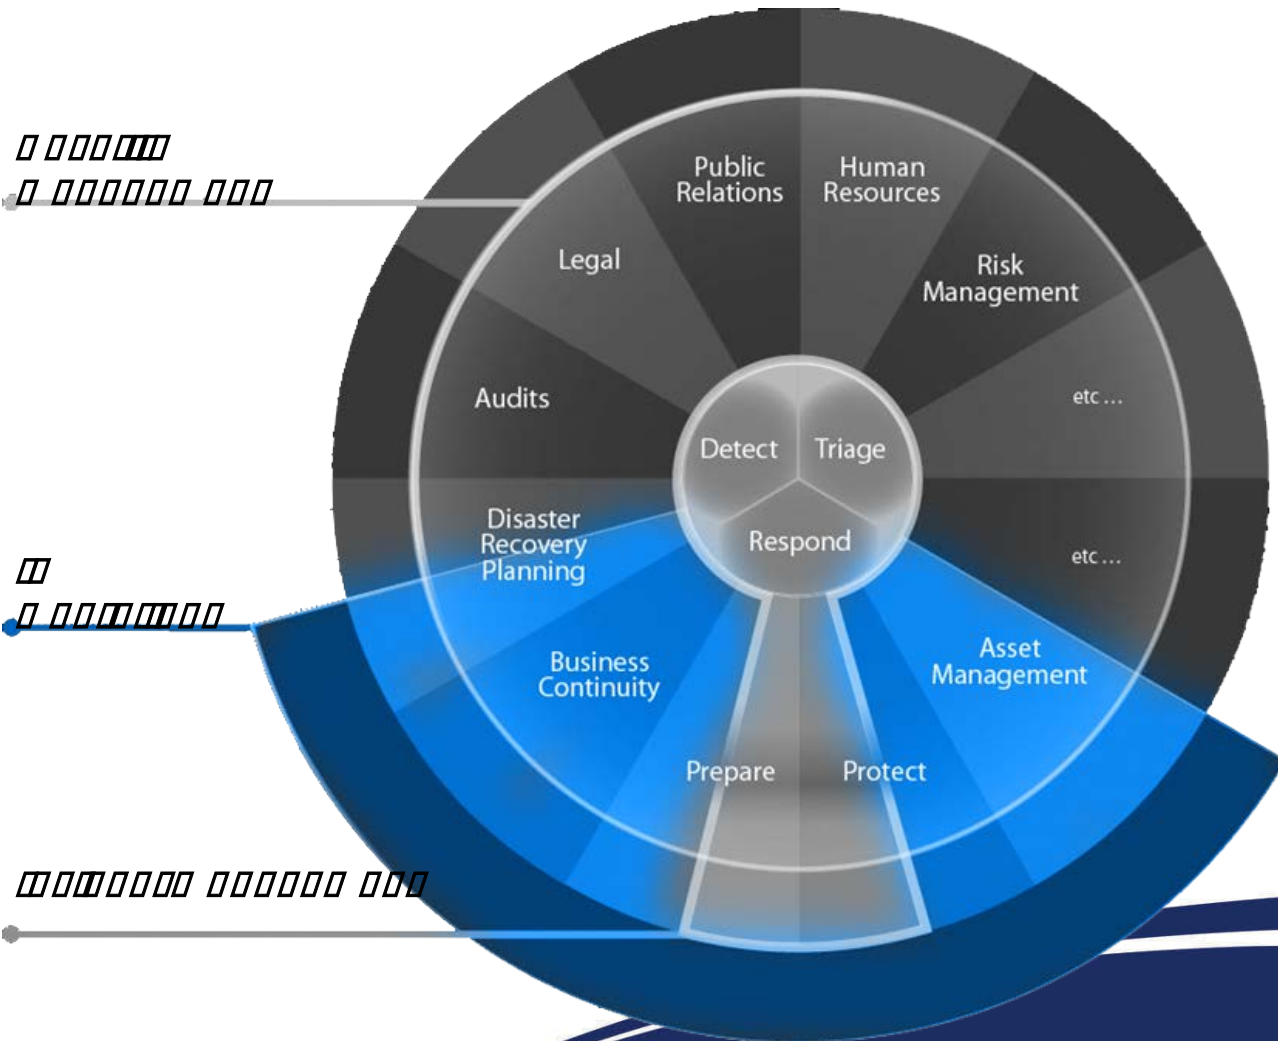 Public
Relations
Human
Resources
Legal
Risk
Management
Audits
etc ...
Detect
Triage
Disaster
Recovery
Planning
Respond
etc ...
Business
Continuity
Asset
Management
Prepare
Protect